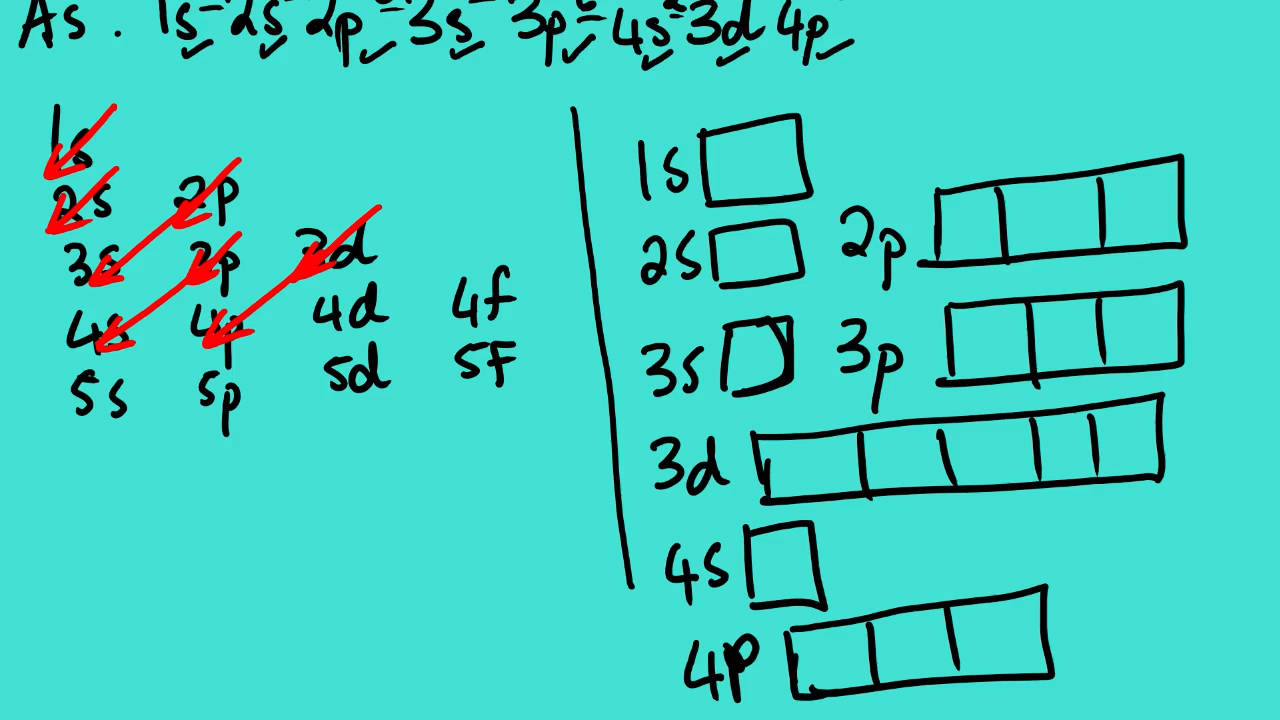 As. 1s 2s 2p 3s 3p 4s 3d 4p
1s
2s 2p
3s 3p 3d
4s 4p 4d 4f
5s 5p 5d 5f
1s
2s 2p
3s 3p
3d
4s
4p